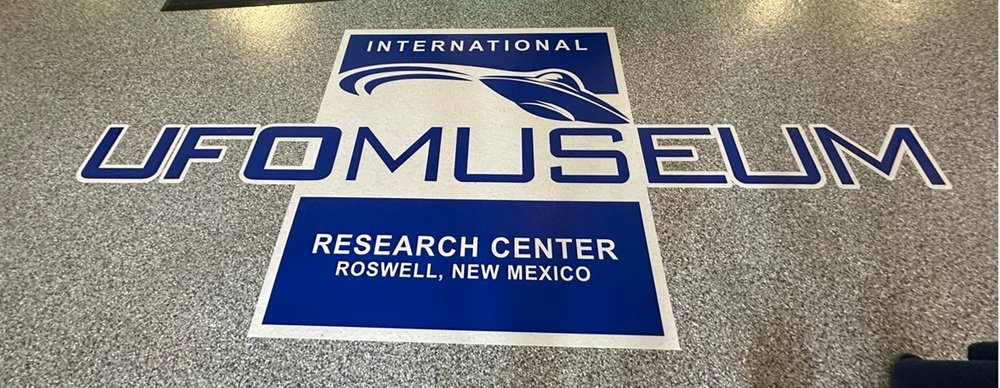 INTERNATIONAL
UFOMUSEUM
RESEARCH CENTER
ROSWELL, NEW MEXICO